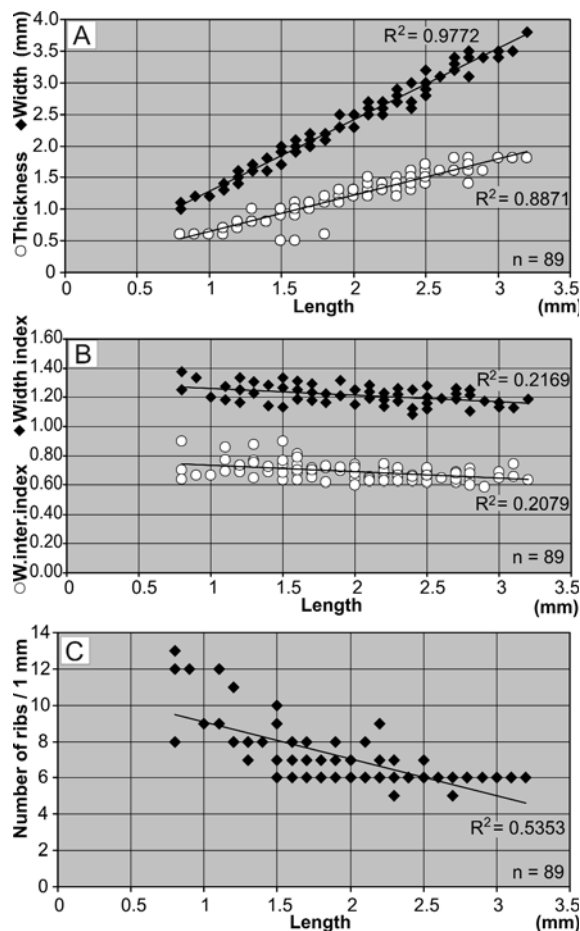 A
◆Width (mm)
○Thickness
4.0
3.5
3.0
2.5
2.0
1.5
1.0
0.5
0
R² = 0.9772
R² = 0.8871
n = 89
0 0.5 1 1.5 2 2.5 3 3.5
Length (mm)
B
◆Width index
○W.inter.index
1.60
1.40
1.20
1.00
0.80
0.60
0.40
0.20
0.00
R² = 0.2169
R² = 0.2079
n = 89
0 0.5 1 1.5 2 2.5 3 3.5
Length (mm)
C
Number of ribs / 1 mm
14
12
10
8
6
4
2
0
R² = 0.5353
n = 89
0 0.5 1 1.5 2 2.5 3 3.5
Length (mm)